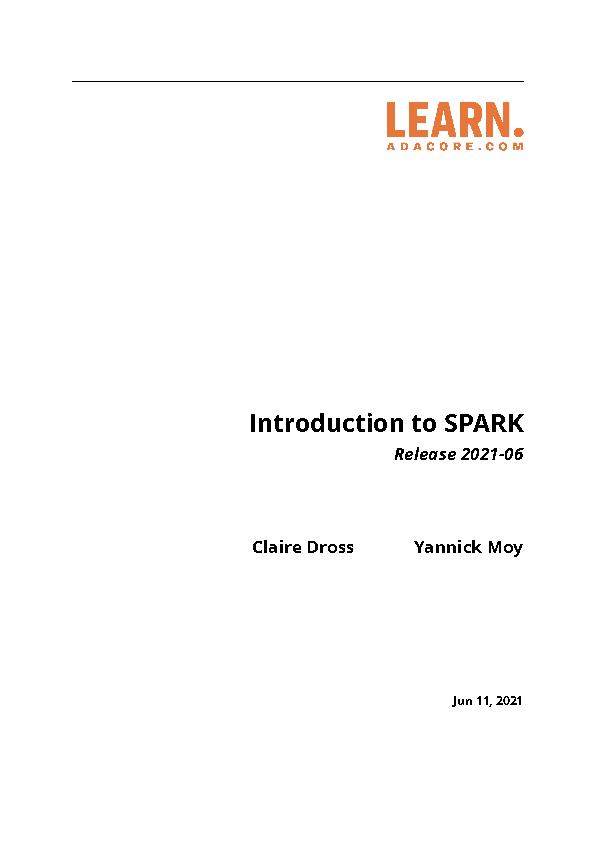 LEARN.
ADACORE.COM
Introduction to SPARK
Release 2021-06
Claire Dross Yannick Moy
Jun 11, 2021